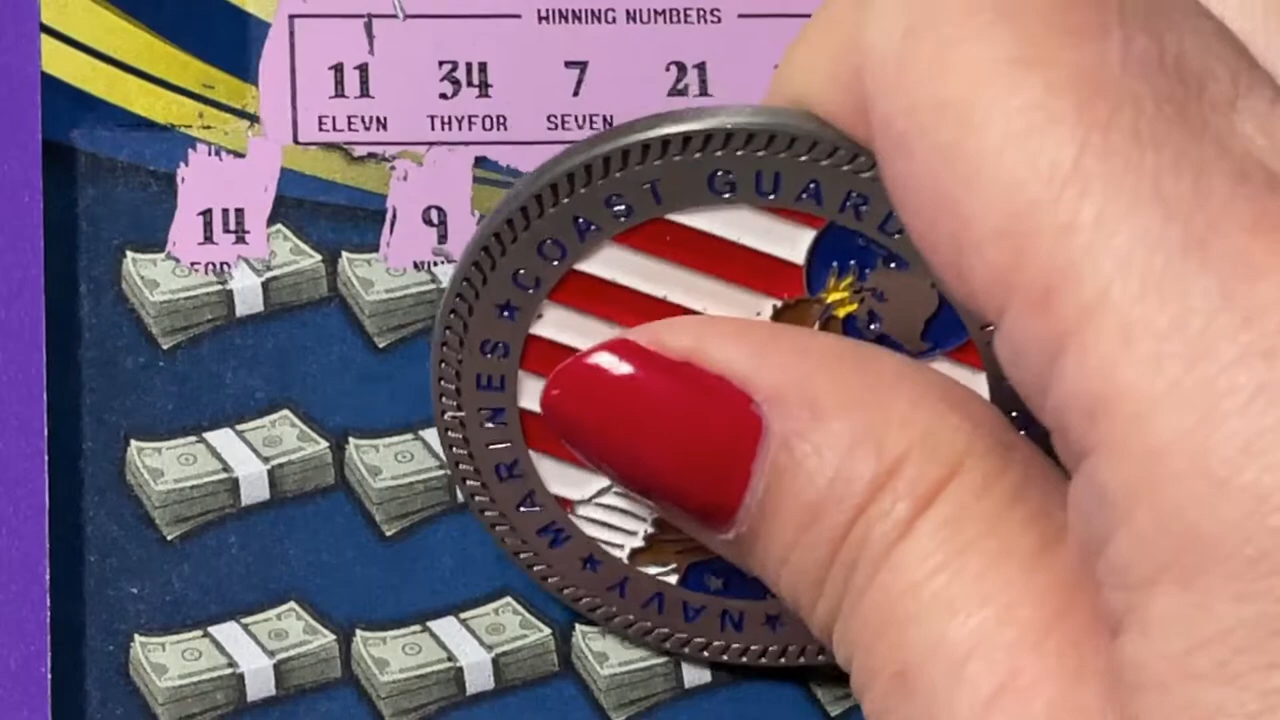 WINNING NUMBERS
11 34 7 21
ELEVN THYFOR SEVEN
14 9
COAST GUARD
MARINES
NAVY